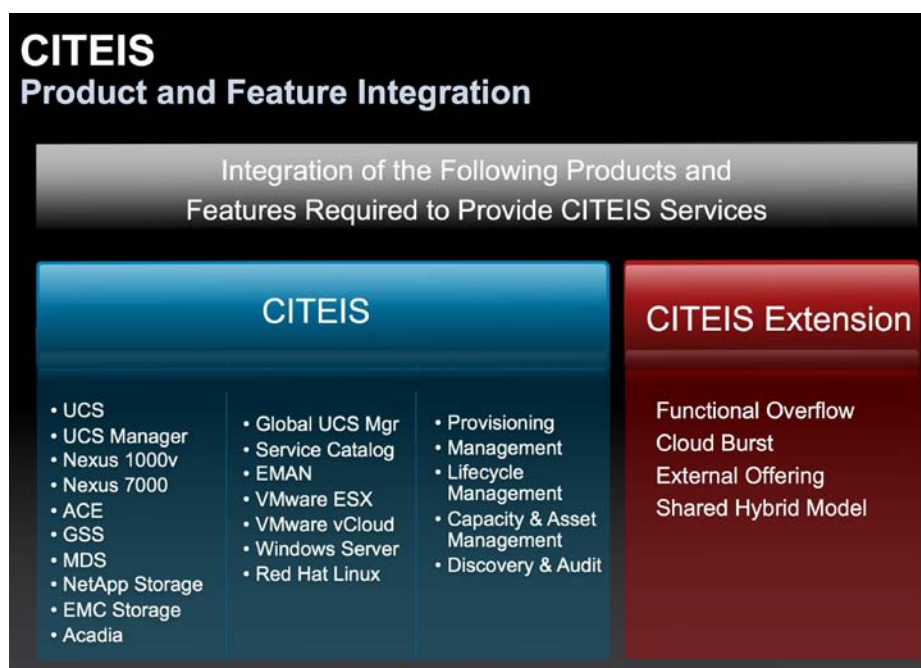 CITEIS
Product and Feature Integration
Integration of the Following Products and
Features Required to Provide CITEIS Services
CITEIS
• UCS
• UCS Manager
• Nexus 1000v
• Nexus 7000
• ACE
• GSS
• MDS
• NetApp Storage
• EMC Storage
• Acadia
• Global UCS Mgr
• Service Catalog
• EMAN
• VMware ESX
• VMware vCloud
• Windows Server
• Red Hat Linux
• Provisioning
• Management
• Lifecycle
Management
• Capacity & Asset
Management
• Discovery & Audit
CITEIS Extension
Functional Overflow
Cloud Burst
External Offering
Shared Hybrid Model